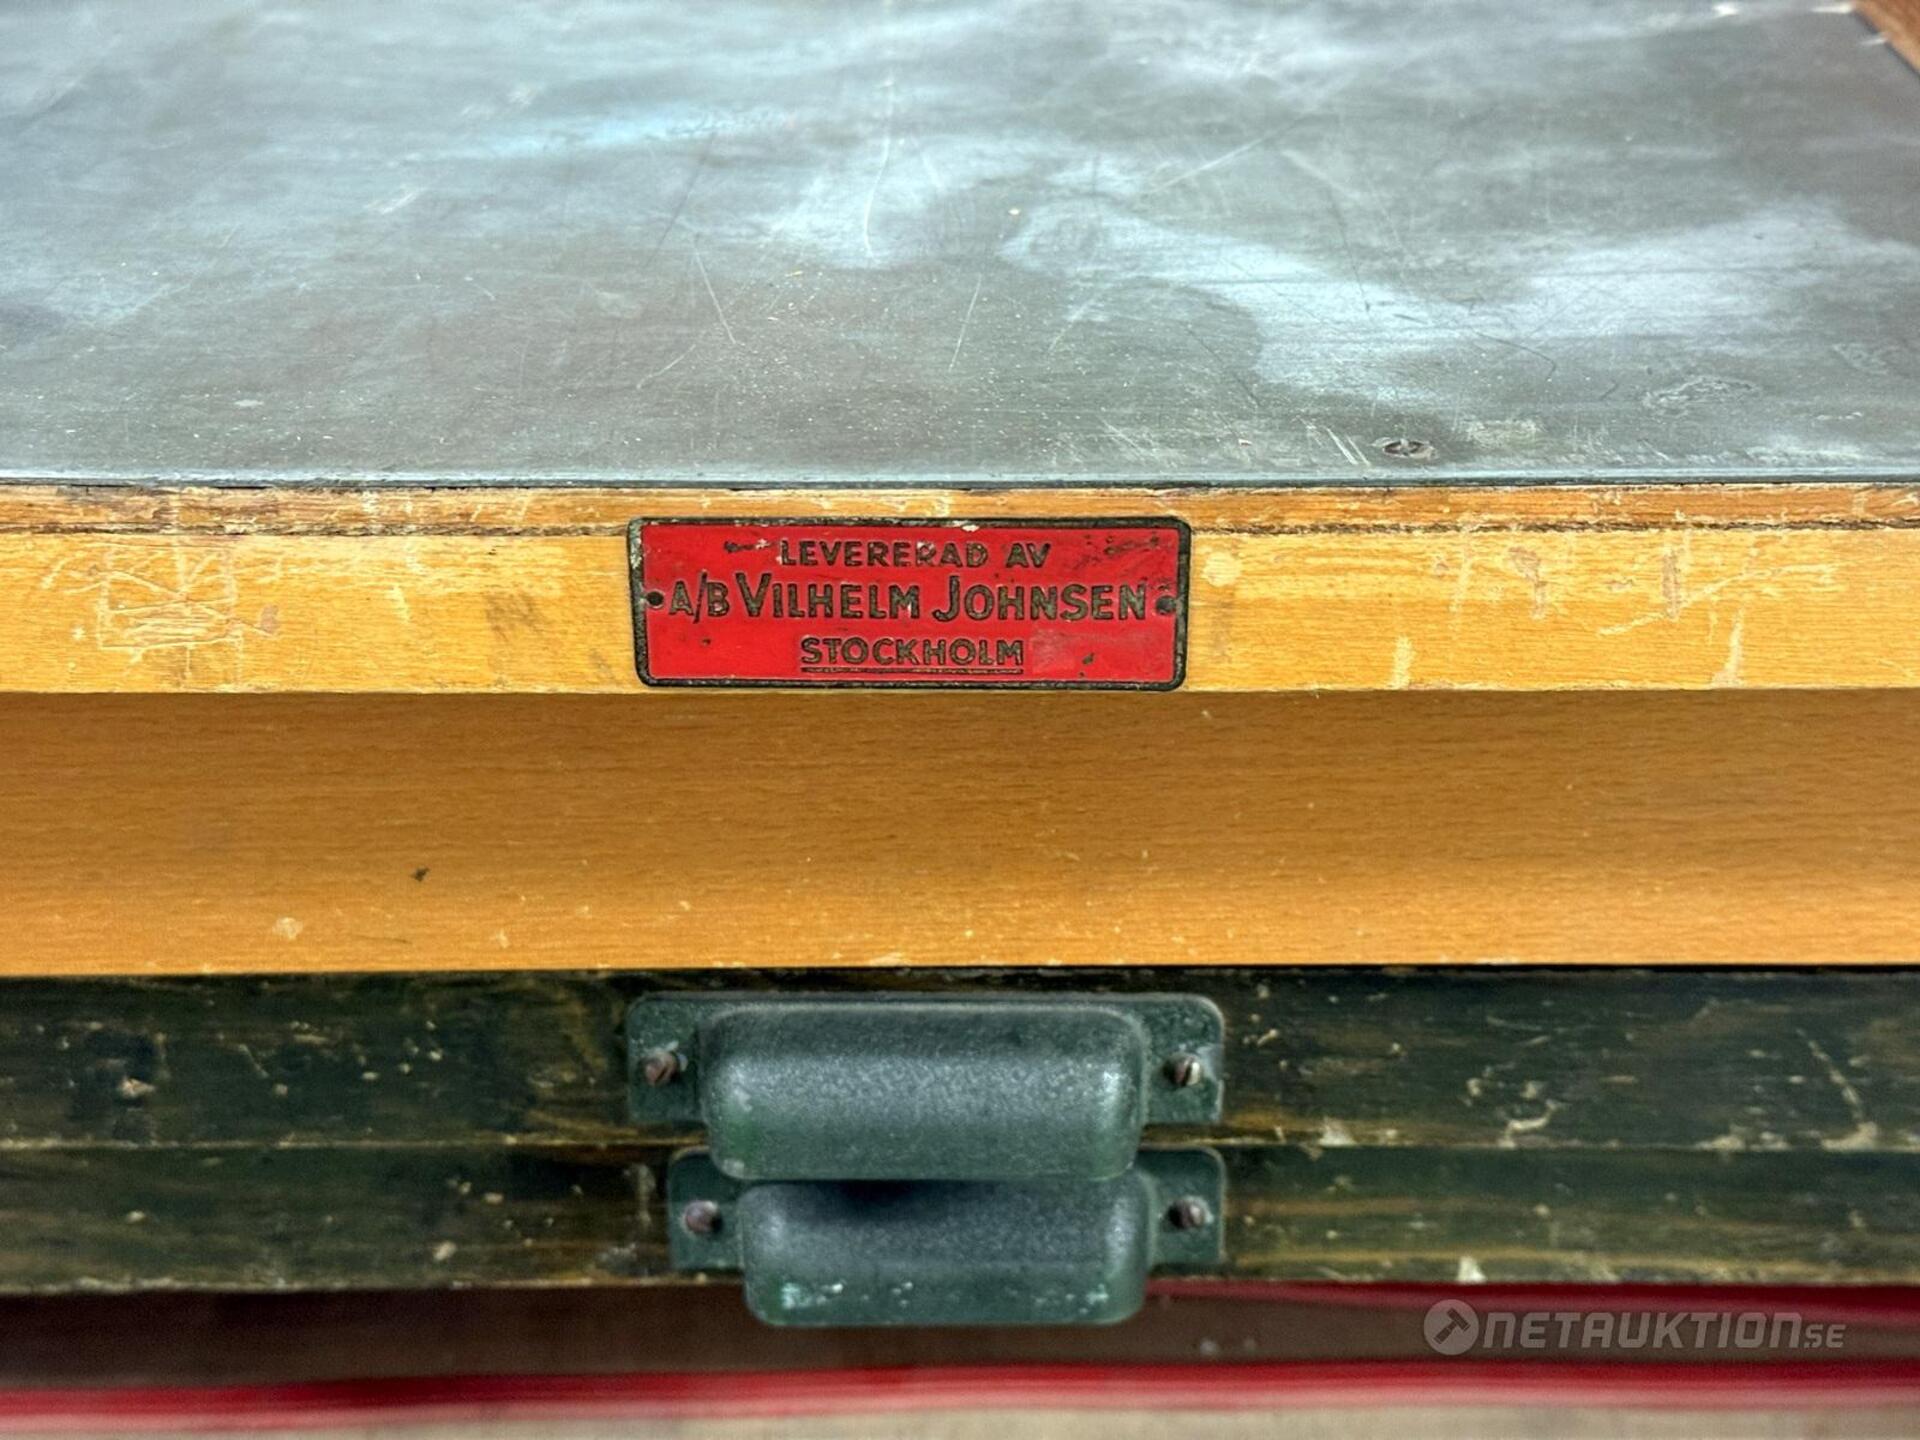 LEVERERAD AV
A/B VILHELM JOHNSEN
STOCKHOLM
NETAUKTION.SE